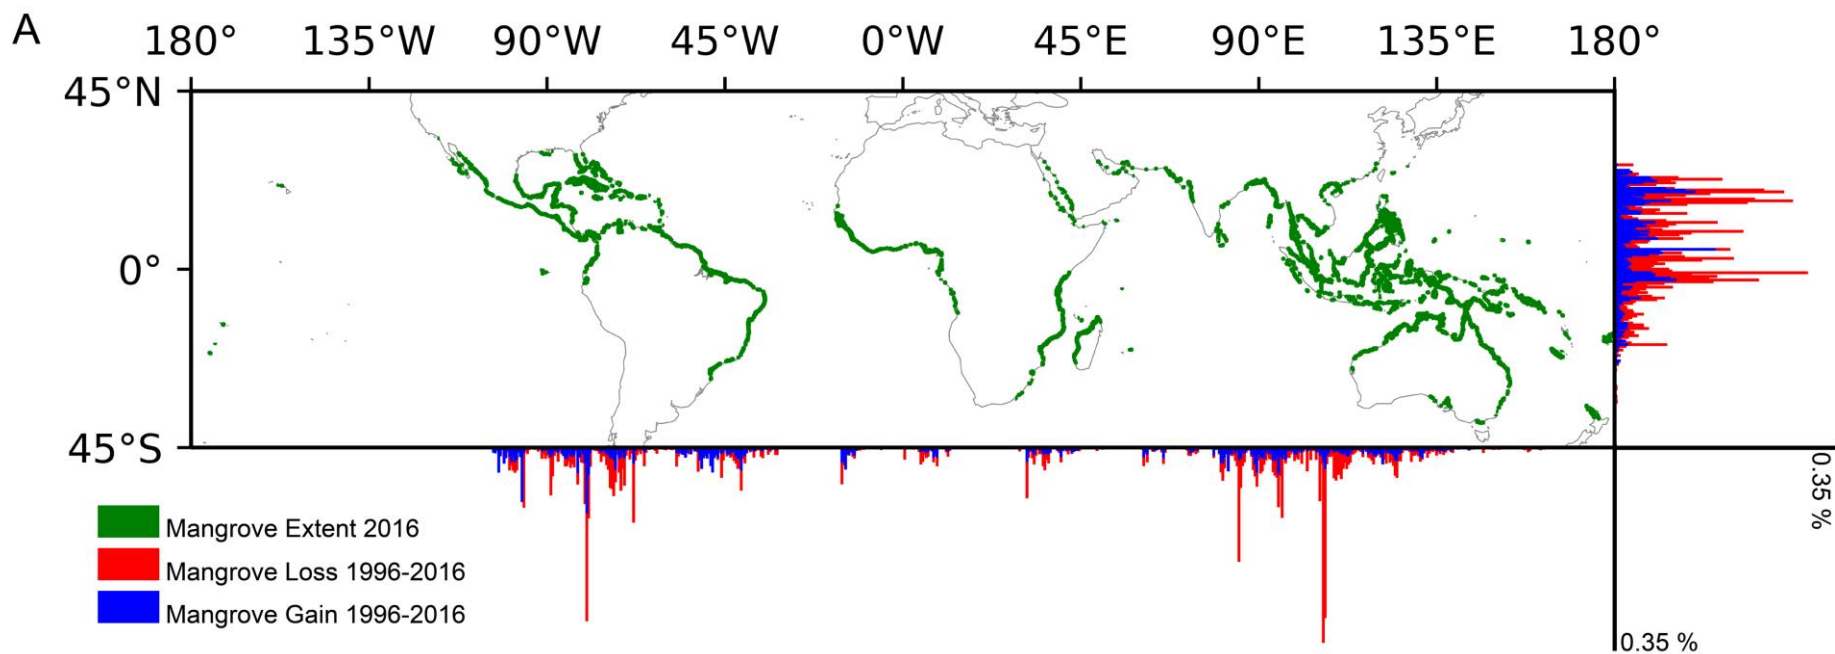 A
180° 135°W 90°W 45°W 0°W 45°E 90°E 135°E 180°
45°N
0°
45°S
0.35 %
Mangrove Extent 2016
Mangrove Loss 1996-2016
Mangrove Gain 1996-2016
0.35 %